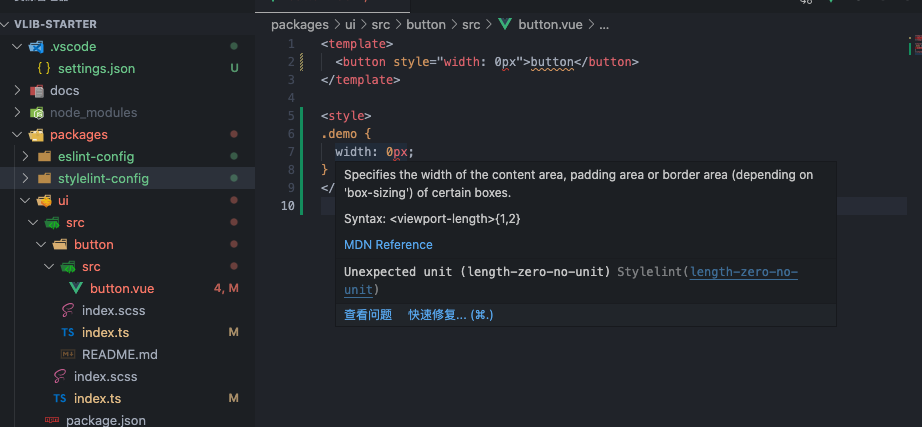 packages > ui > src > button > src > button.vue > ...
VLIB-STARTER
.vscode
{ } settings.json U
docs
node_modules
packages
eslint-config
stylelint-config
ui
src
button
src
button.vue 4, M
index.scss
TS index.ts M
README.md
index.scss
TS index.ts M
package.json
1 <template>
2 <button style="width: 0px">button</button>
3 </template>
4
5 <style>
6 .demo {
7 width: 0px;
8 }
9 </
10
Specifies the width of the content area, padding area or border area (depending on
'box-sizing') of certain boxes.
Syntax: <viewport-length>{1,2}
MDN Reference
Unexpected unit (length-zero-no-unit) Stylelint(length-zero-no-
unit)
查看问题 快速修复... (⌘.)